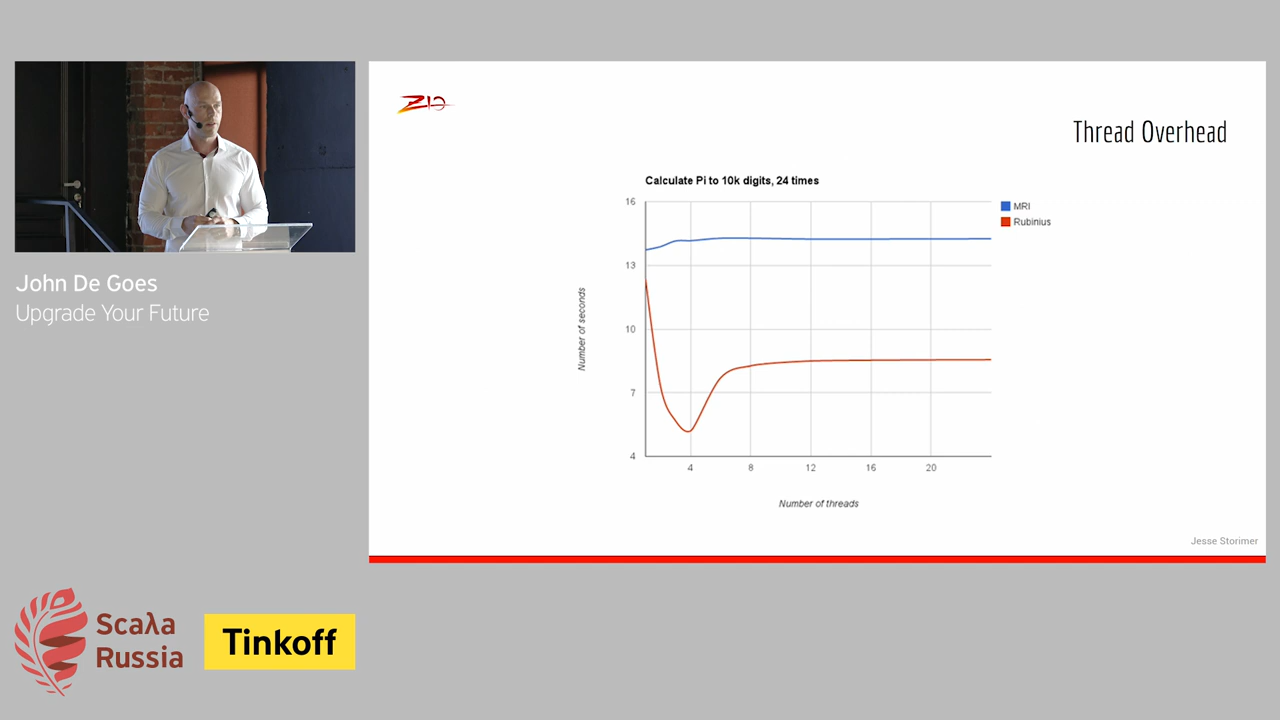 John De Goes
Upgrade Your Future
Scaλa
Russia
Tinkoff
ZIO
Thread Overhead
Calculate Pi to 10k digits, 24 times
MRI
Rubinius
Number of seconds
16
13
10
7
4
4 8 12 16 20
Number of threads
Jesse Storimer